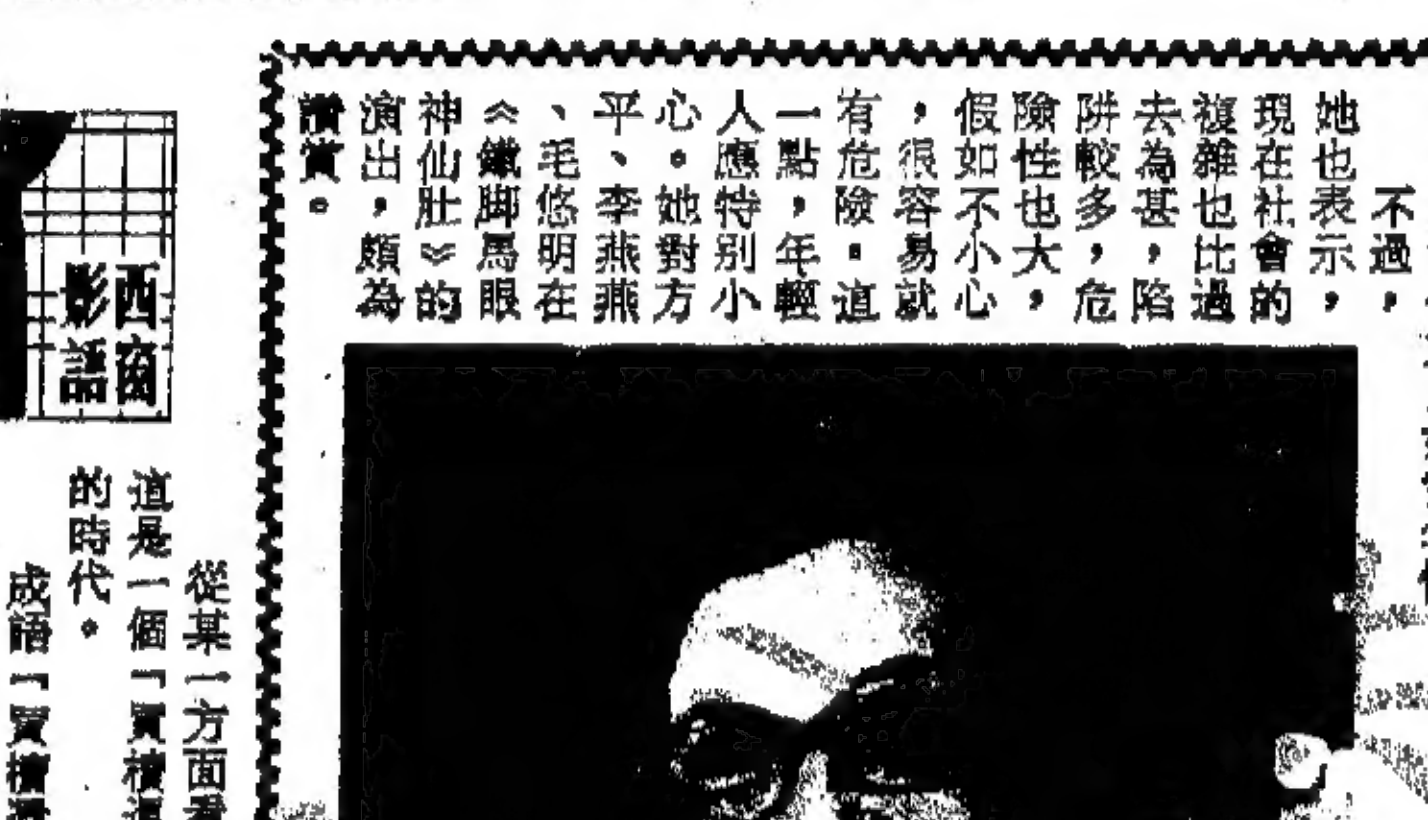 不過，
她也表示，
現在社會的
複雜也比過
去為甚，陷
阱較多，危
險性也大，
假如不小心
，很容易就
有危險。這
一點，年輕
人應特別小
心。她對方
平、李燕燕
、毛悠明在
《鐵脚馬眼
神仙肚》的
演出，頗為
讚賞。
西窗
影話
從某一方面看
這是一個「買櫝還
的時代。
成語「買櫝還